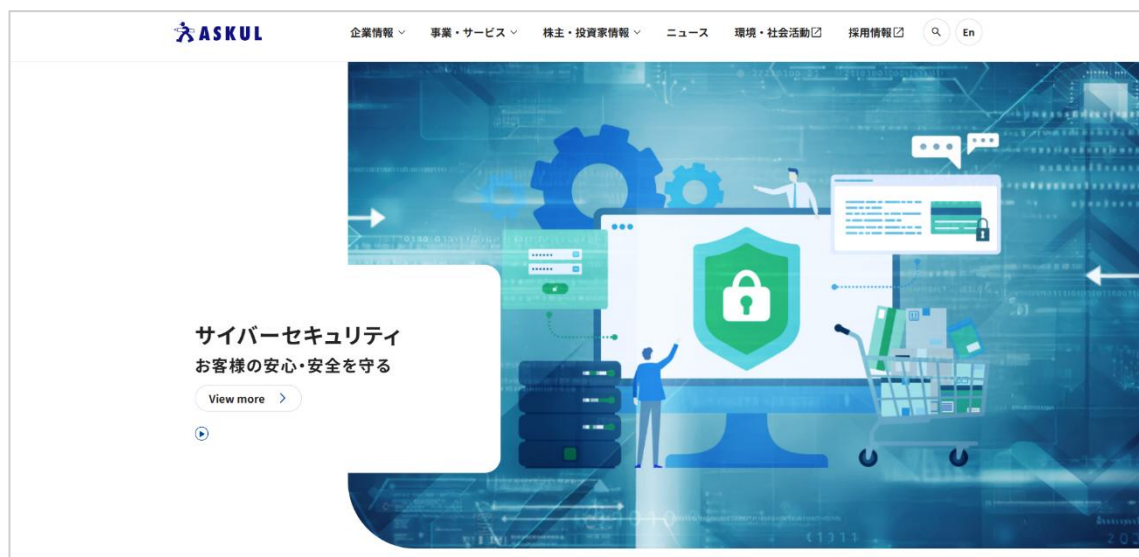 ASKUL
企業情報
事業・サービス
株主・投資家情報
ニュース
環境・社会活動
採用情報
En
サイバーセキュリティ
お客様の安心・安全を守る
View more